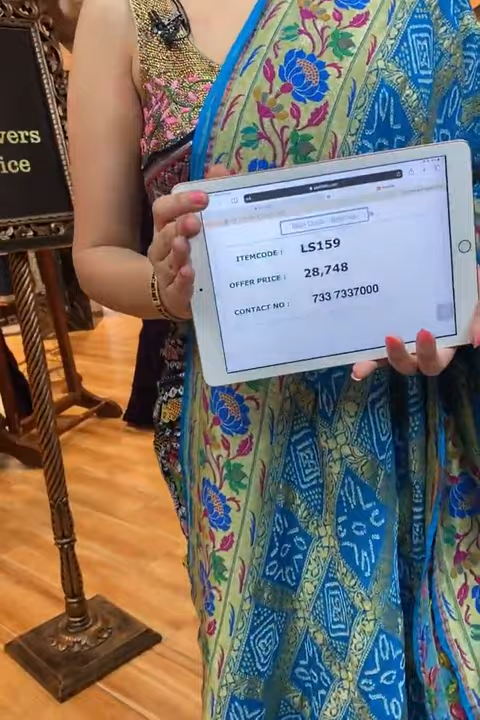 vers
ice
ITEMCODE : LS159
OFFER PRICE : 28,748
CONTACT NO : 733 7337000